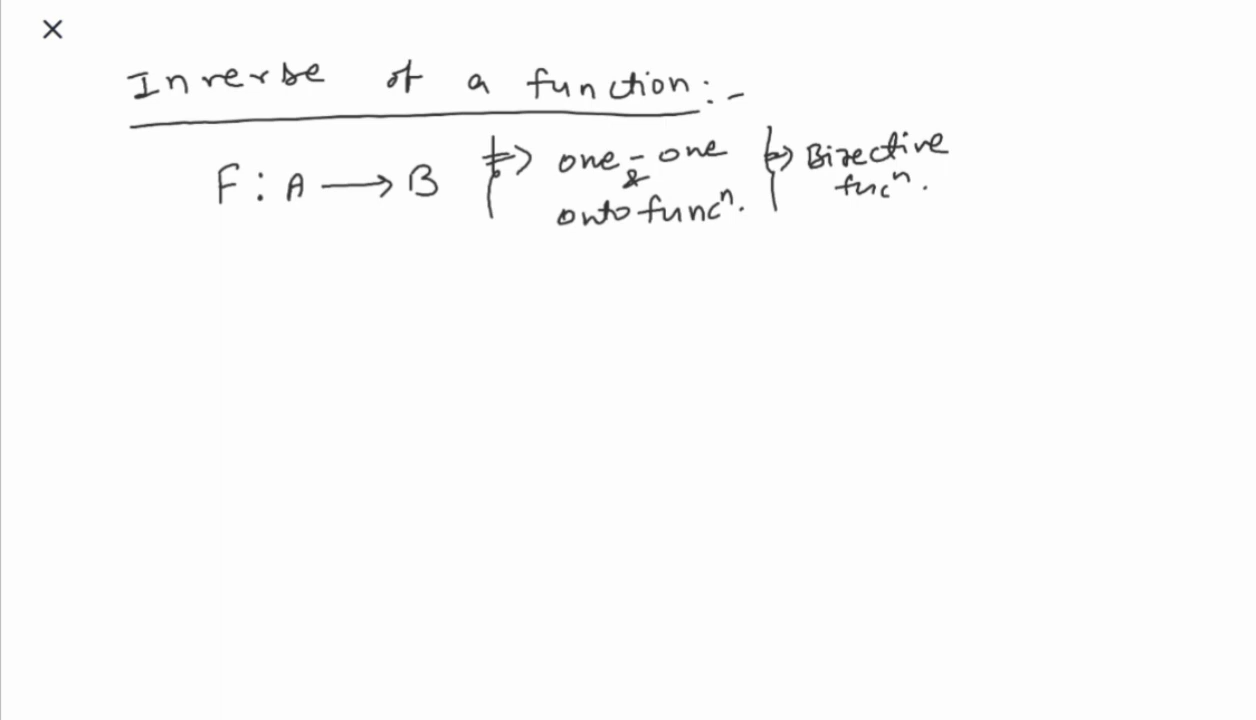 Inverse of a function:-
F: A ⟶ B ⇒ one-one & onto funcⁿ. ⇒ Bijective funcⁿ.